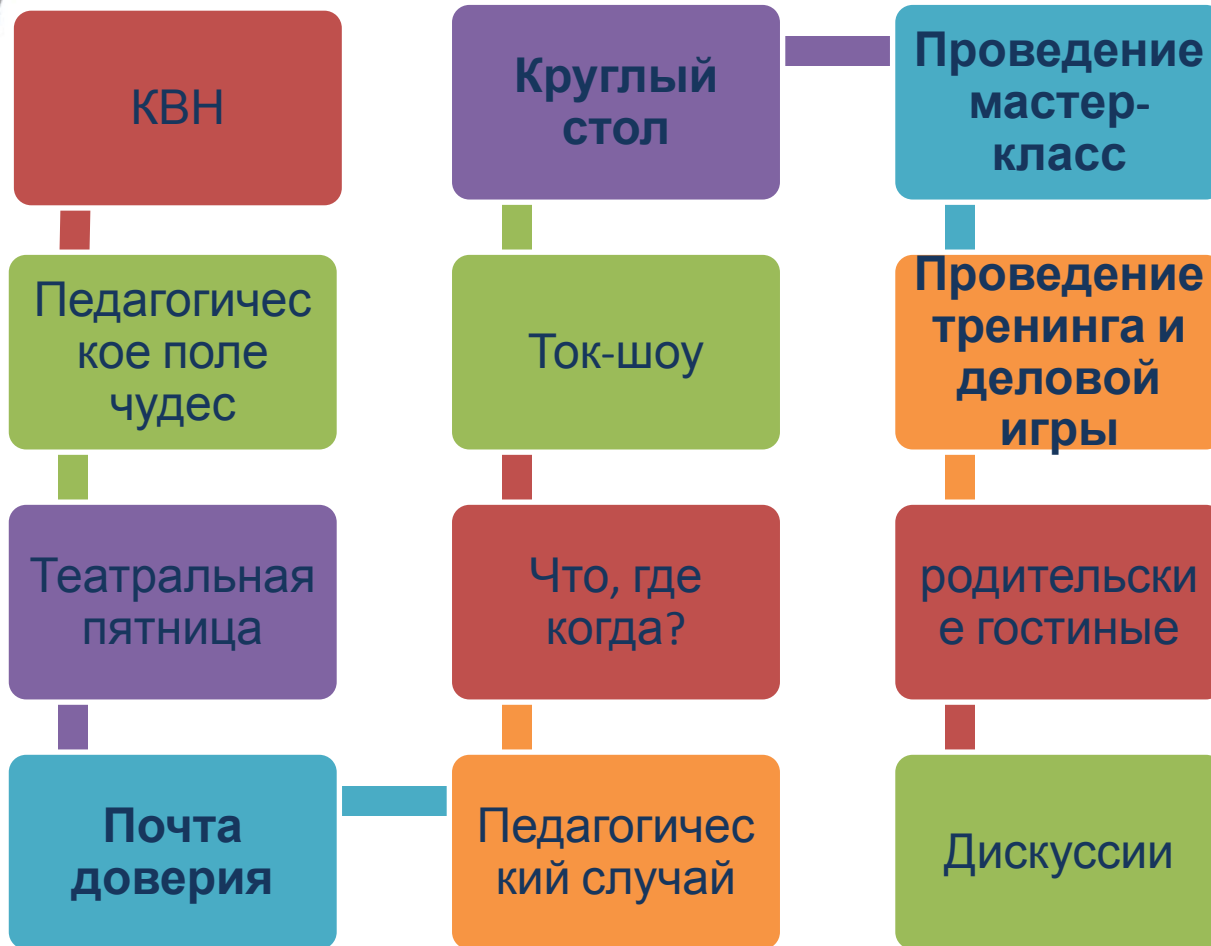 КВН
Педагогичес
кое поле
чудес
Театральная
пятница
Почта
доверия
Педагогичес
кий случай
Что, где
когда?
Ток-шоу
Круглый
стол
Проведение
мастер-
класс
Проведение
тренинга и
деловой
игры
родительски
е гостиные
Дискуссии